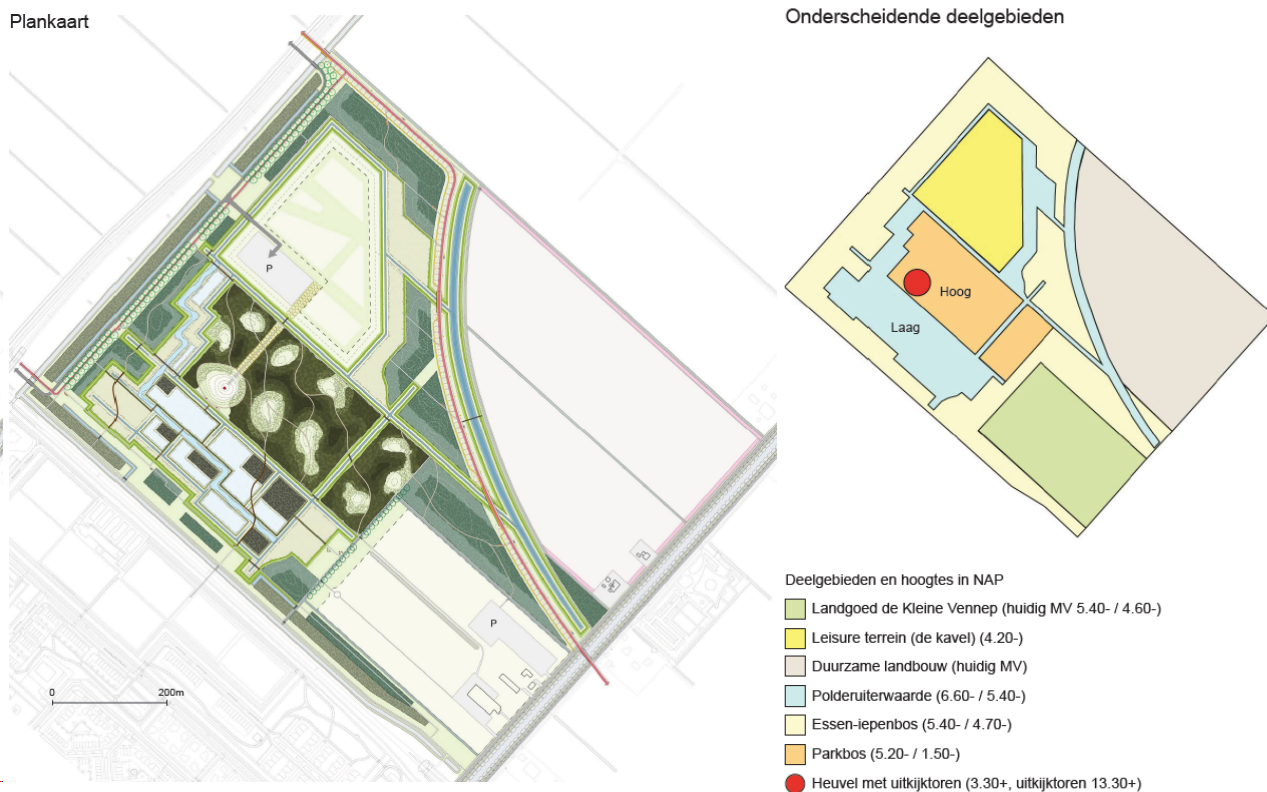 Plankaart
P
P
0
200m
Onderscheidende deelgebieden
Hoog
Laag
Deelgebieden en hoogtes in NAP
Landgoed de Kleine Vennep (huidig MV 5.40- / 4.60-)
Leisure terrein (de kavel) (4.20-)
Duurzame landbouw (huidig MV)
Polderuiterwaarde (6.60- / 5.40-)
Essen-iepenbos (5.40- / 4.70-)
Parkbos (5.20- / 1.50-)
Heuvel met uitkijktoren (3.30+, uitkijktoren 13.30+)